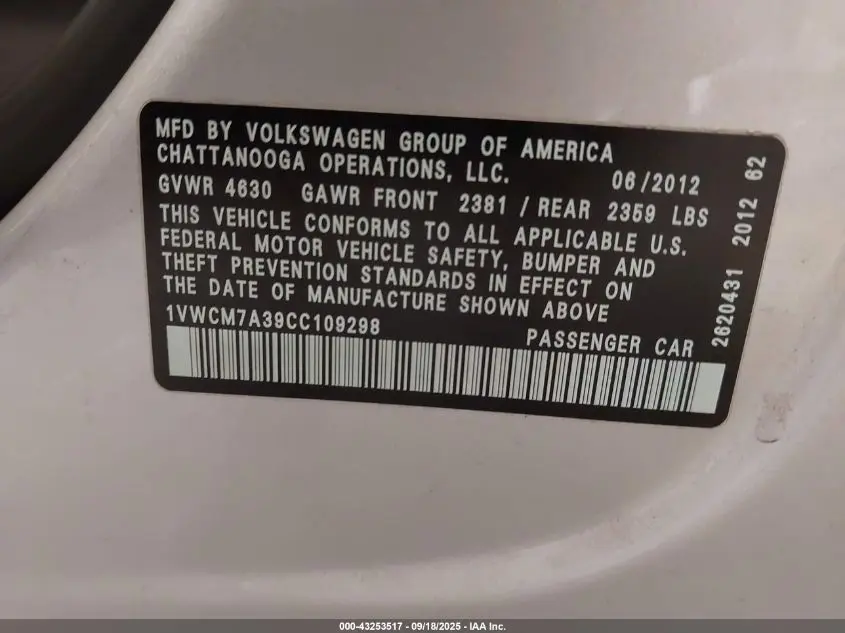 MFD BY VOLKSWAGEN GROUP OF AMERICA
CHATTANOOGA OPERATIONS, LLC. 06/2012
GVWR 4630 GAWR FRONT 2381 / REAR 2359 LBS
THIS VEHICLE CONFORMS TO ALL APPLICABLE U.S.
FEDERAL MOTOR VEHICLE SAFETY, BUMPER AND
THEFT PREVENTION STANDARDS IN EFFECT ON
THE DATE OF MANUFACTURE SHOWN ABOVE
1VWCM7A39CC109298 PASSENGER CAR
2620431 2012 62
000-43253517 - 09/18/2025 - IAA Inc.